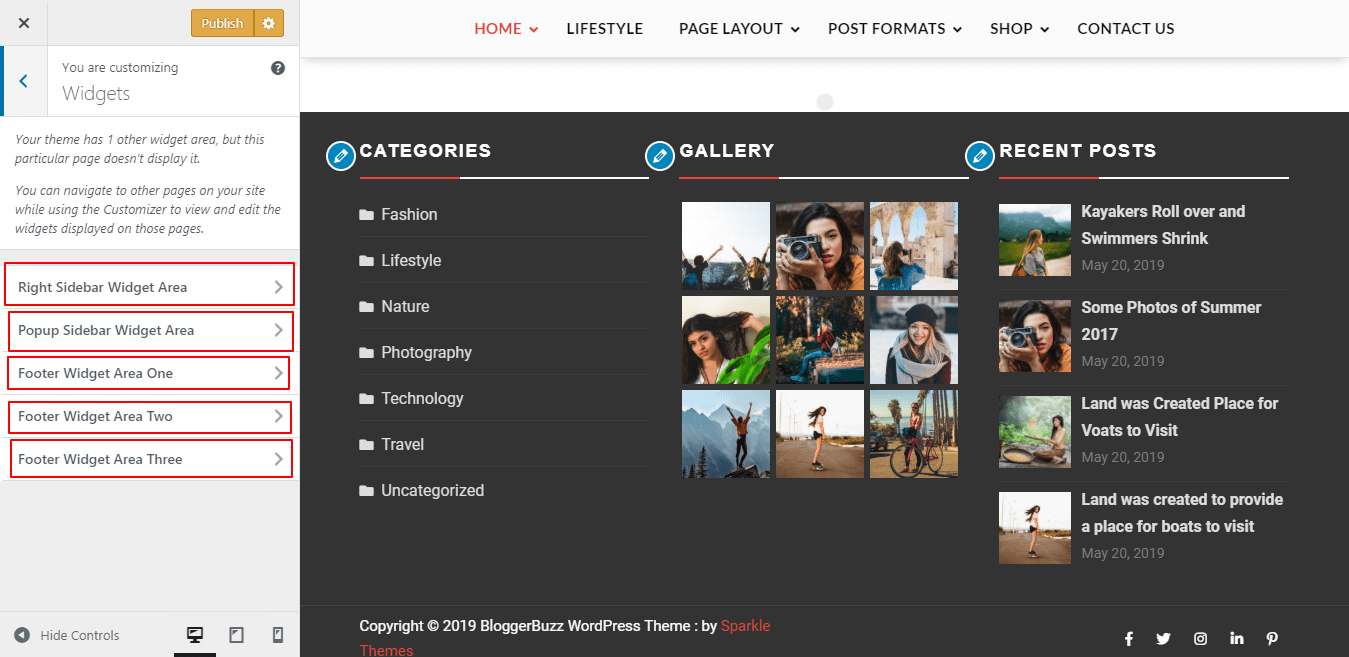 Publish
You are customizing
Widgets
Your theme has 1 other widget area, but this
particular page doesn't display it.
You can navigate to other pages on your site
while using the Customizer to view and edit the
widgets displayed on those pages.
Right Sidebar Widget Area
Popup Sidebar Widget Area
Footer Widget Area One
Footer Widget Area Two
Footer Widget Area Three
Hide Controls
HOME LIFESTYLE PAGE LAYOUT POST FORMATS SHOP CONTACT US
CATEGORIES
Fashion
Lifestyle
Nature
Photography
Technology
Travel
Uncategorized
GALLERY
RECENT POSTS
Kayakers Roll over and
Swimmers Shrink
May 20, 2019
Some Photos of Summer
2017
May 20, 2019
Land was Created Place for
Voats to Visit
May 20, 2019
Land was created to provide
a place for boats to visit
May 20, 2019
Copyright © 2019 BloggerBuzz WordPress Theme : by Sparkle
Themes